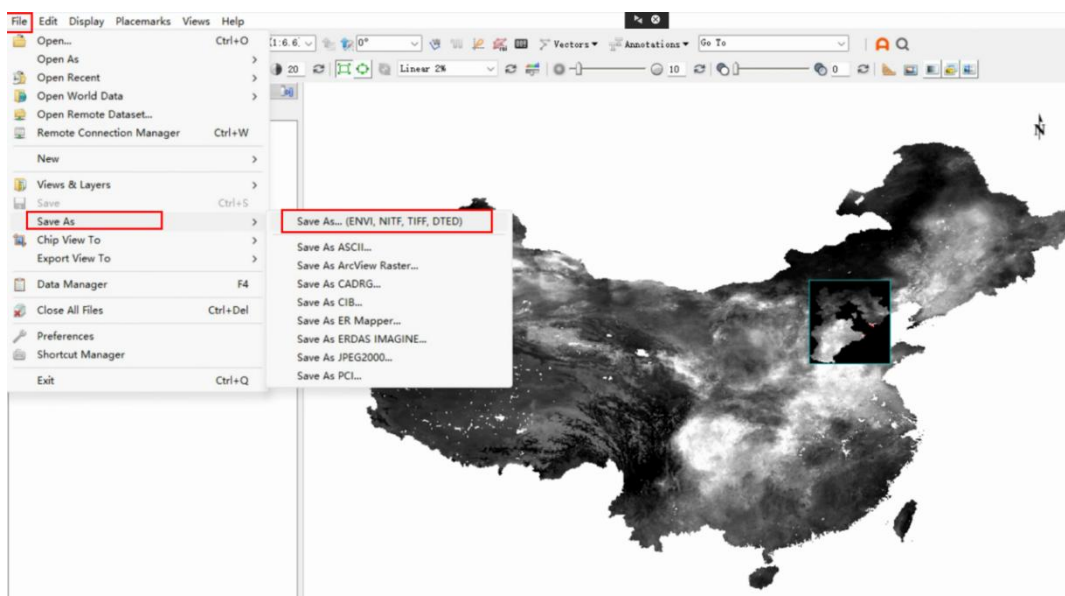 File Edit Display Placemarks Views Help
Open... Ctrl+O
Open As
Open Recent
Open World Data
Open Remote Dataset...
Remote Connection Manager Ctrl+W
New
Views & Layers
Save Ctrl+S
Save As
Chip View To
Export View To
Data Manager F4
Close All Files Ctrl+Del
Preferences
Shortcut Manager
Exit Ctrl+Q
(1:6.6 0° Vectors Annotations Go To
20 Linear 2% 10 0
Save As... (ENVI, NITF, TIFF, DTED)
Save As ASCII...
Save As ArcView Raster...
Save As CADRG...
Save As CIB...
Save As ER Mapper...
Save As ERDAS IMAGINE...
Save As JPEG2000...
Save As PCI...
N